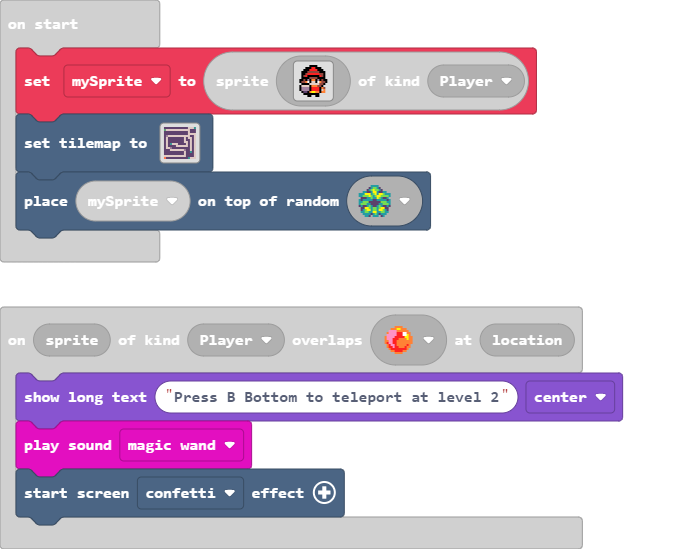 on start
set mySprite to sprite of kind Player
set tilemap to
place mySprite on top of random
on sprite of kind Player overlaps at location
show long text "Press B Bottom to teleport at level 2" center
play sound magic wand
start screen confetti effect